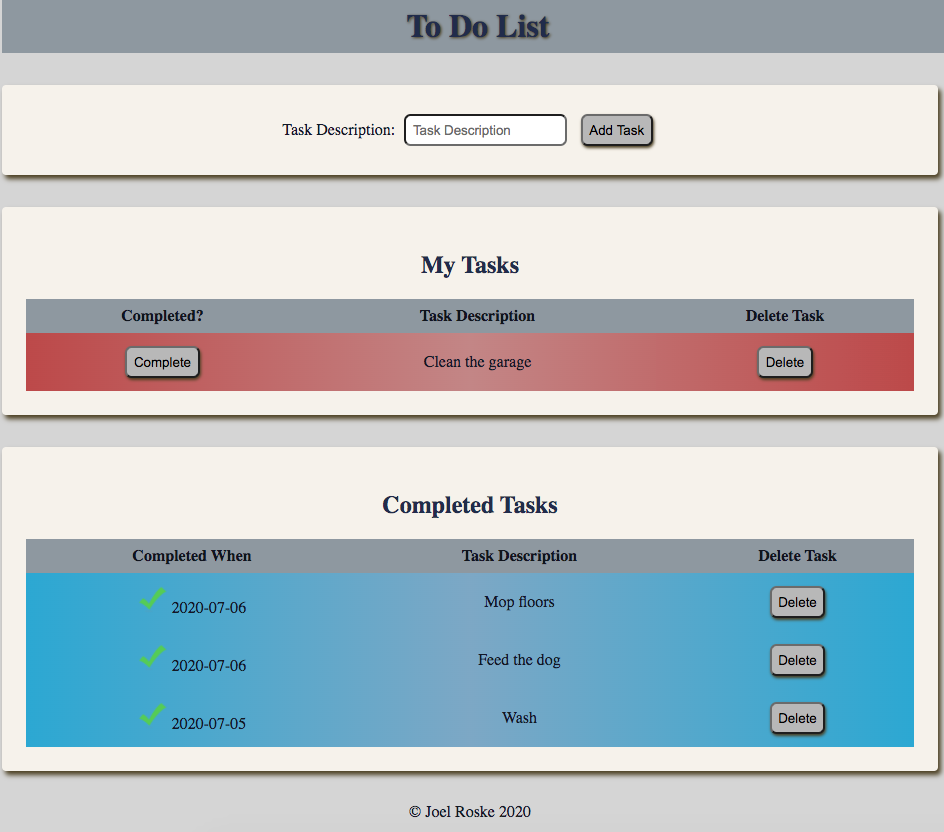 To Do List
Task Description: Task Description Add Task
My Tasks
Completed? Task Description Delete Task
Complete Clean the garage Delete
Completed Tasks
Completed When Task Description Delete Task
2020-07-06 Mop floors Delete
2020-07-06 Feed the dog Delete
2020-07-05 Wash Delete
© Joel Roske 2020